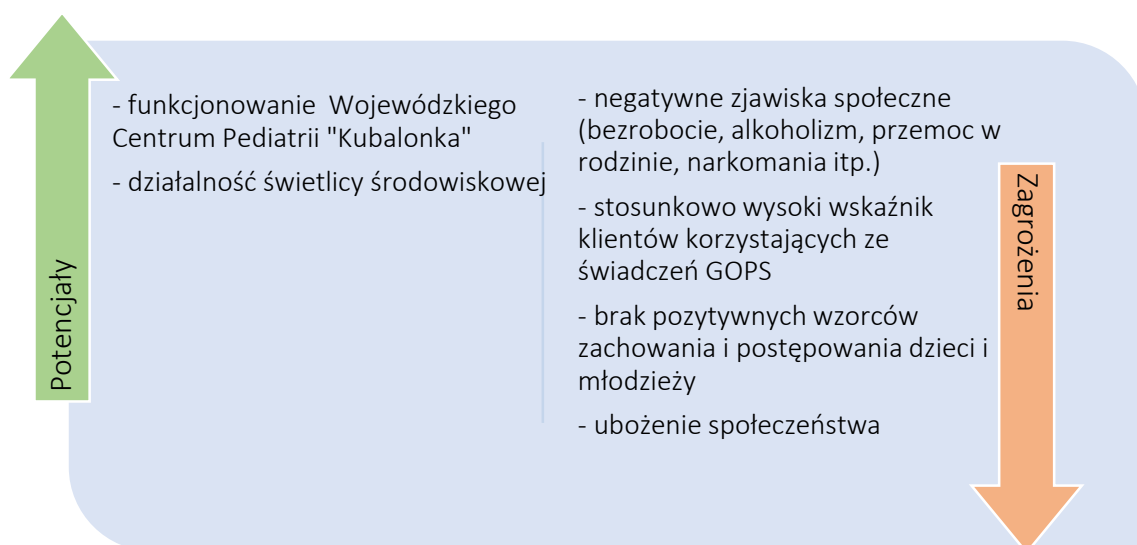 Potencjały
- funkcjonowanie Wojewódzkiego
Centrum Pediatrii "Kubalonka"
- działalność świetlicy środowiskowej
- negatywne zjawiska społeczne
(bezrobocie, alkoholizm, przemoc w
rodzinie, narkomania itp.)
- stosunkowo wysoki wskaźnik
klientów korzystających ze
świadczeń GOPS
- brak pozytywnych wzorców
zachowania i postępowania dzieci i
młodzieży
- ubożenie społeczeństwa
Zagrożenia